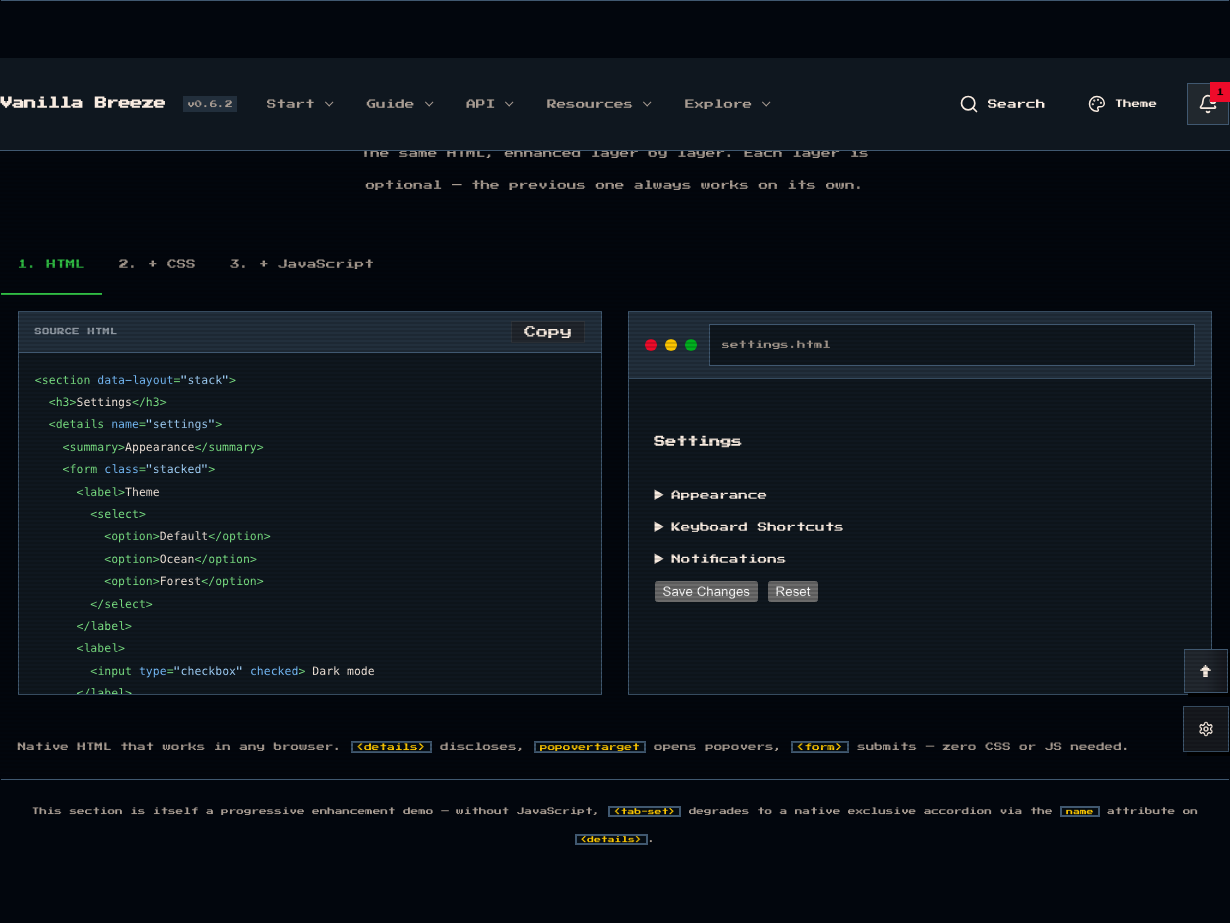 Vanilla Breeze v0.6.2 Start Guide API Resources Explore Search Theme 1
The same HTML, enhanced layer by layer. Each layer is
optional — the previous one always works on its own.
1. HTML 2. + CSS 3. + JavaScript
SOURCE HTML Copy
<section data-layout="stack">
<h3>Settings</h3>
<details name="settings">
<summary>Appearance</summary>
<form class="stacked">
<label>Theme
<select>
<option>Default</option>
<option>Ocean</option>
<option>Forest</option>
</select>
</label>
<label>
<input type="checkbox" checked> Dark mode
</label>
settings.html
Settings
▶ Appearance
▶ Keyboard Shortcuts
▶ Notifications
Save Changes Reset
Native HTML that works in any browser. <details> discloses, popovertarget opens popovers, <form> submits — zero CSS or JS needed.
This section is itself a progressive enhancement demo — without JavaScript, <tab-set> degrades to a native exclusive accordion via the name attribute on
<details>.